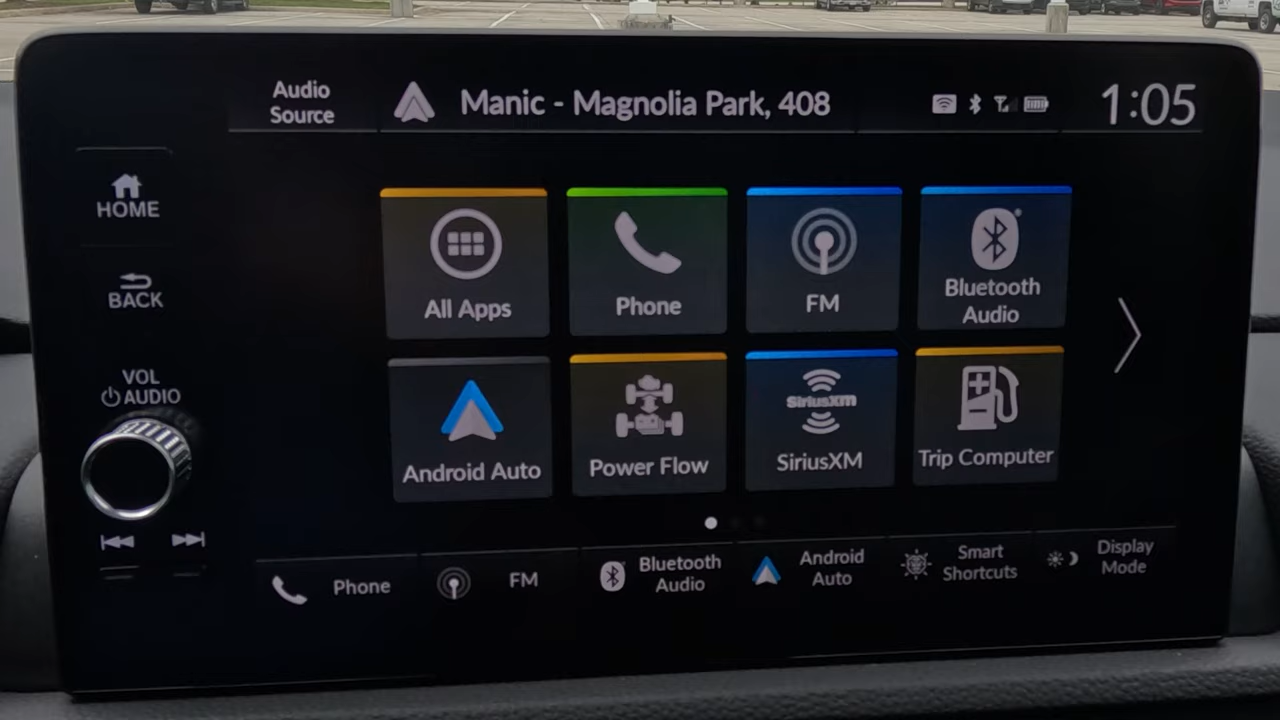 Audio
Source
Manic - Magnolia Park, 408
1:05
HOME
BACK
VOL
AUDIO
All Apps
Phone
FM
Bluetooth
Audio
Android Auto
Power Flow
SiriusXM
SiriusXM
Trip Computer
Phone
FM
Bluetooth
Audio
Android
Auto
Smart
Shortcuts
Display
Mode